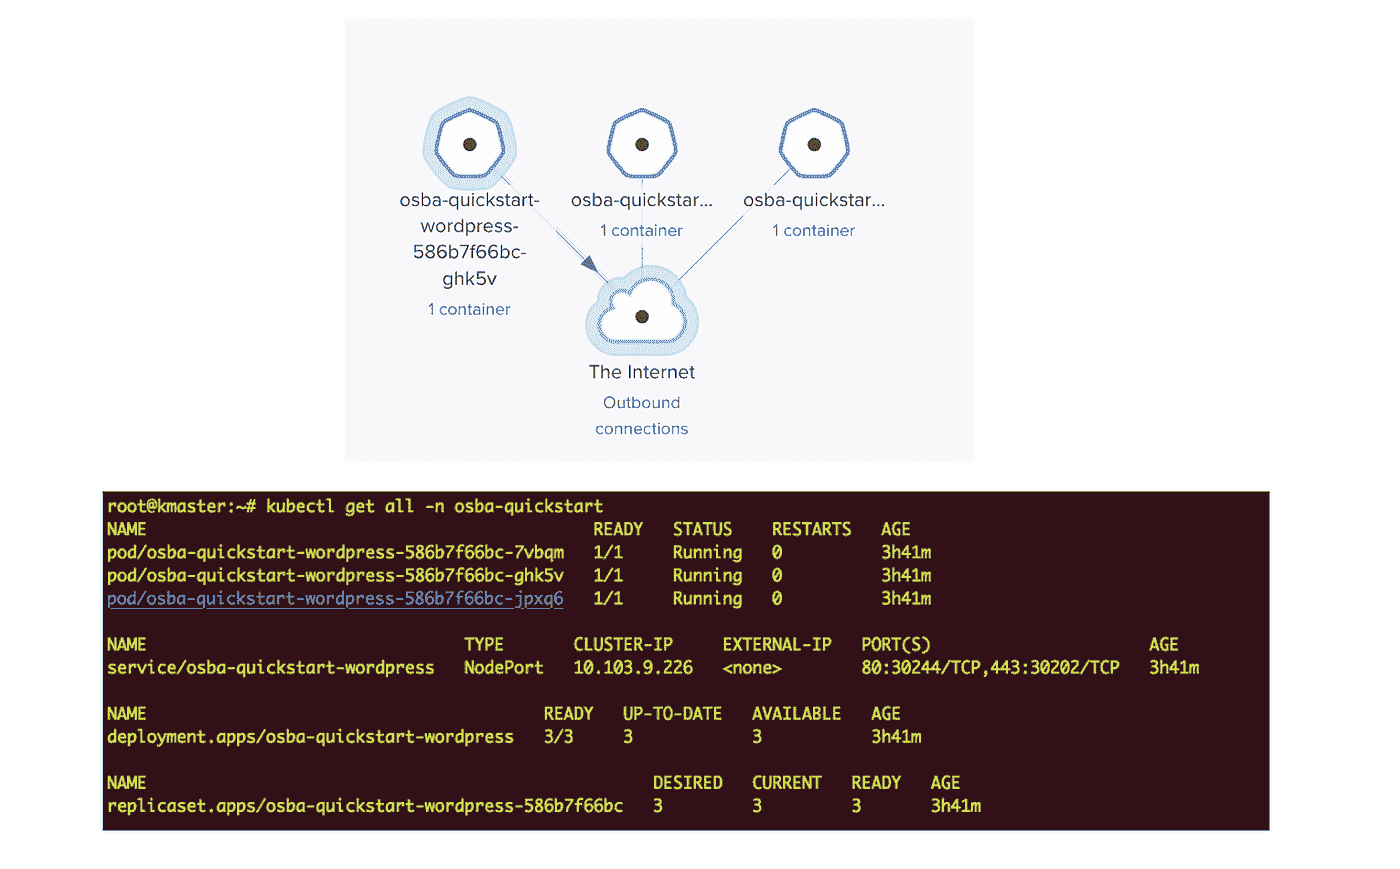 osba-quickstart-wordpress-586b7f66bc-ghk5v
1 container
osba-quickstar...
1 container
osba-quickstar...
1 container
The Internet
Outbound
connections
root@kmaster:~# kubectl get all -n osba-quickstart
NAME READY STATUS RESTARTS AGE
pod/osba-quickstart-wordpress-586b7f66bc-7vbqm 1/1 Running 0 3h41m
pod/osba-quickstart-wordpress-586b7f66bc-ghk5v 1/1 Running 0 3h41m
pod/osba-quickstart-wordpress-586b7f66bc-jpxq6 1/1 Running 0 3h41m
NAME TYPE CLUSTER-IP EXTERNAL-IP PORT(S) AGE
service/osba-quickstart-wordpress NodePort 10.103.9.226 <none> 80:30244/TCP,443:30202/TCP 3h41m
NAME READY UP-TO-DATE AVAILABLE AGE
deployment.apps/osba-quickstart-wordpress 3/3 3 3 3h41m
NAME DESIRED CURRENT READY AGE
replicaset.apps/osba-quickstart-wordpress-586b7f66bc 3 3 3 3h41m